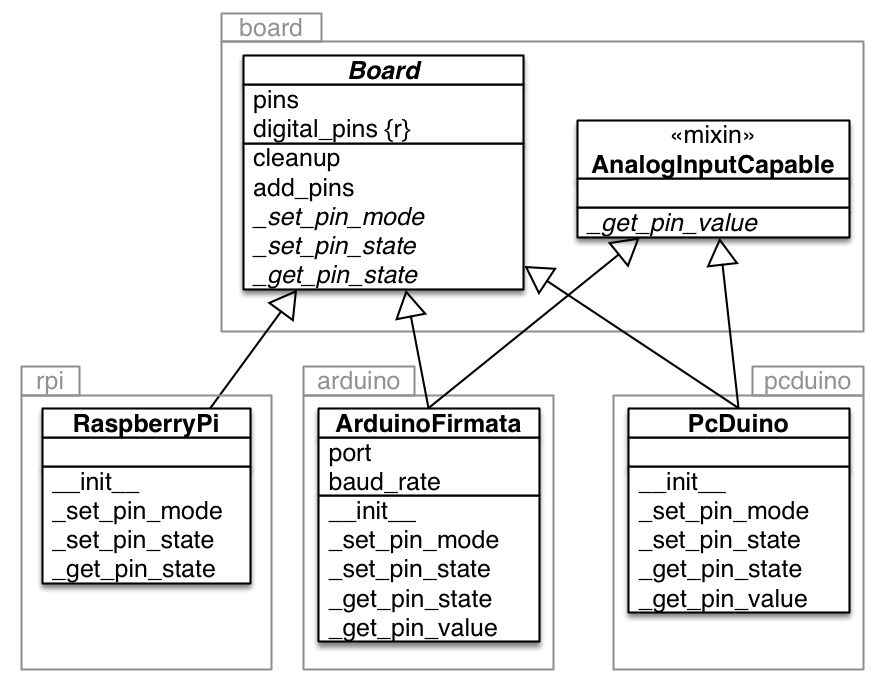 board
Board
pins
digital_pins {r}
cleanup
add_pins
_set_pin_mode
_set_pin_state
_get_pin_state
«mixin»
AnalogInputCapable
_get_pin_value
rpi
RaspberryPi
__init__
_set_pin_mode
_set_pin_state
_get_pin_state
arduino
ArduinoFirmata
port
baud_rate
__init__
_set_pin_mode
_set_pin_state
_get_pin_state
_get_pin_value
pcduino
PcDuino
__init__
_set_pin_mode
_set_pin_state
_get_pin_state
_get_pin_value